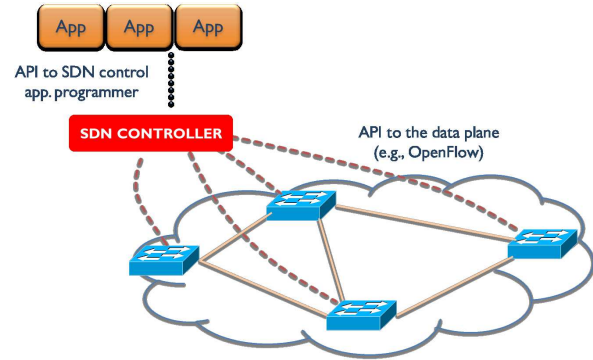 App App App
API to SDN control
app. programmer
SDN CONTROLLER
API to the data plane
(e.g., OpenFlow)